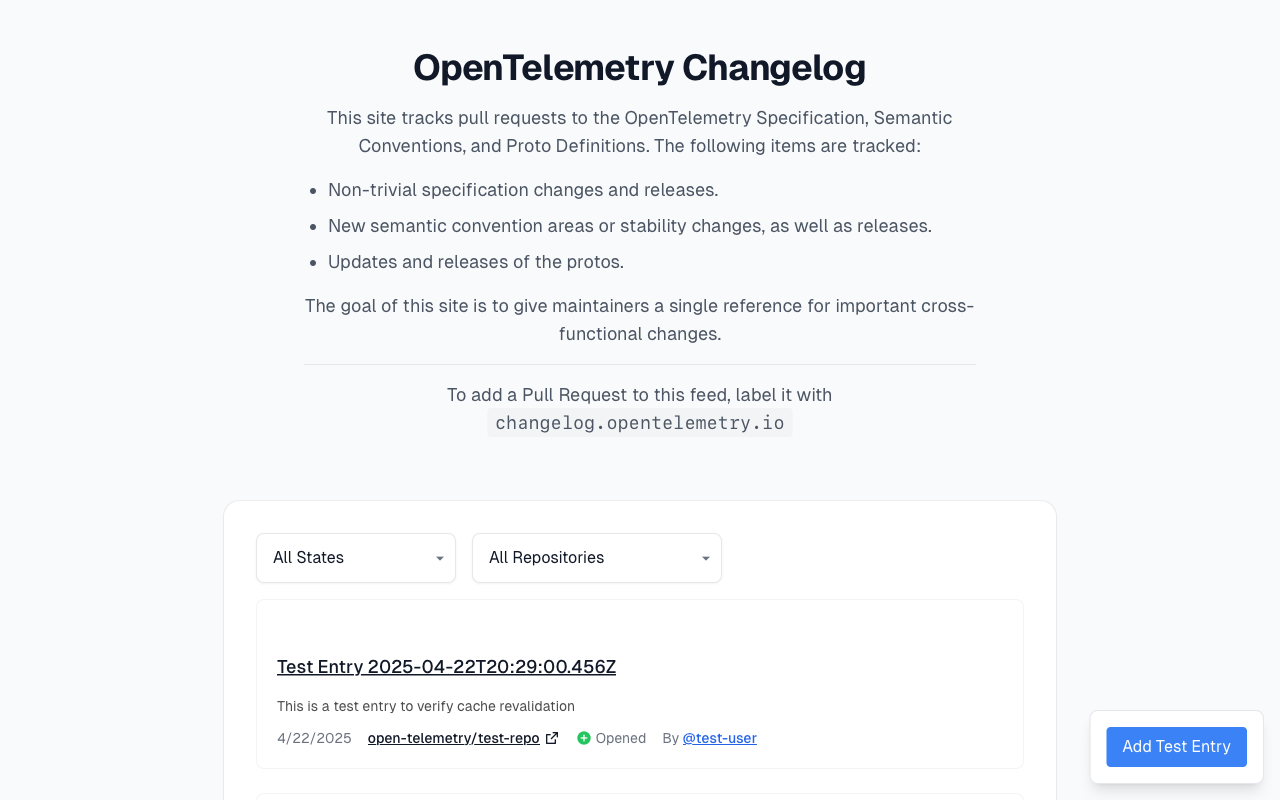 OpenTelemetry Changelog
This site tracks pull requests to the OpenTelemetry Specification, Semantic
Conventions, and Proto Definitions. The following items are tracked:
• Non-trivial specification changes and releases.
• New semantic convention areas or stability changes, as well as releases.
• Updates and releases of the protos.
The goal of this site is to give maintainers a single reference for important cross-
functional changes.
To add a Pull Request to this feed, label it with
changelog.opentelemetry.io
All States All Repositories
Test Entry 2025-04-22T20:29:00.456Z
This is a test entry to verify cache revalidation
4/22/2025 open-telemetry/test-repo Opened By @test-user
Add Test Entry